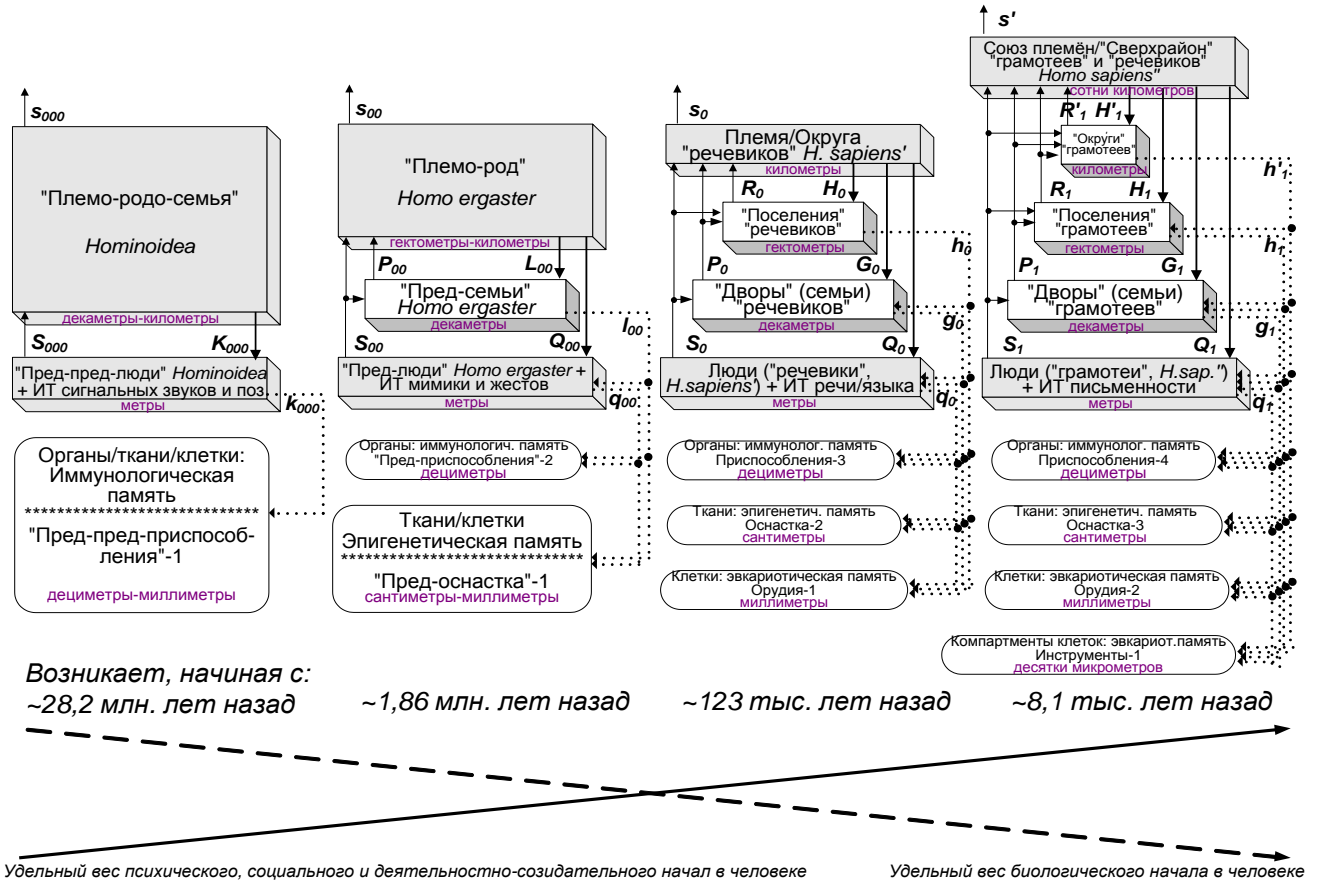 s000
"Племо-родо-семья"
Hominoidea
декаметры-километры
S000
K000
"Пред-пред-люди" Hominoidea
+ ИТ сигнальных звуков и поз
метры
k000
Органы/ткани/клетки:
Иммунологическая
память
*****************************
"Пред-пред-приспособ-
ления"-1
дециметры-миллиметры
s00
"Племо-род"
Homo ergaster
гектометры-километры
P00
L00
"Пред-семьи"
Homo ergaster
декаметры
l00
S00
Q00
"Пред-люди" Homo ergaster +
ИТ мимики и жестов
метры
q00
Органы: иммунологич. память
"Пред-приспособления"-2
дециметры
Ткани/клетки
Эпигенетическая память
******************************
"Пред-оснастка"-1
сантиметры-миллиметры
s0
Племя/Округа
"речевиков" H. sapiens'
километры
R0
H0
"Поселения"
"речевиков"
гектометры
h0
P0
G0
"Дворы" (семьи)
"речевиков"
декаметры
g0
S0
Q0
Люди ("речевики",
H.sapiens') + ИТ речи/языка
метры
q0
Органы: иммунолог. память
Приспособления-3
дециметры
Ткани: эпигенетич. память
Оснастка-2
сантиметры
Клетки: эвкариотическая память
Орудия-1
миллиметры
s'
Союз племён/"Сверхрайон"
"грамотеев" и "речевиков"
Homo sapiens"
сотни километров
R'1
H'1
"Округи"
"грамотеев"
километры
h'1
R1
H1
"Поселения"
"грамотеев"
гектометры
h1
P1
G1
"Дворы" (семьи)
"грамотеев"
декаметры
g1
S1
Q1
Люди ("грамотеи", H.sap.")
+ ИТ письменности
метры
q1
Органы: иммунолог. память
Приспособления-4
дециметры
Ткани: эпигенетич. память
Оснастка-3
сантиметры
Клетки: эвкариотическая память
Орудия-2
миллиметры
Компартменты клеток: эвкариот.память
Инструменты-1
десятки микрометров
Возникает, начиная с:
~28,2 млн. лет назад
~1,86 млн. лет назад
~123 тыс. лет назад
~8,1 тыс. лет назад
Удельный вес психического, социального и деятельностно-созидательного начал в человеке
Удельный вес биологического начала в человеке